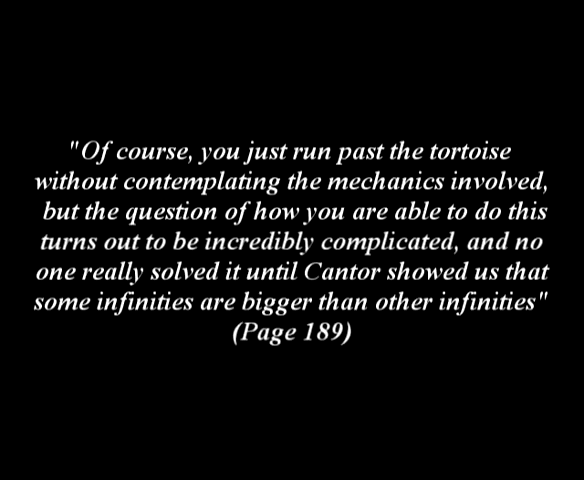 "Of course, you just run past the tortoise
without contemplating the mechanics involved,
but the question of how you are able to do this
turns out to be incredibly complicated, and no
one really solved it until Cantor showed us that
some infinities are bigger than other infinities"
(Page 189)